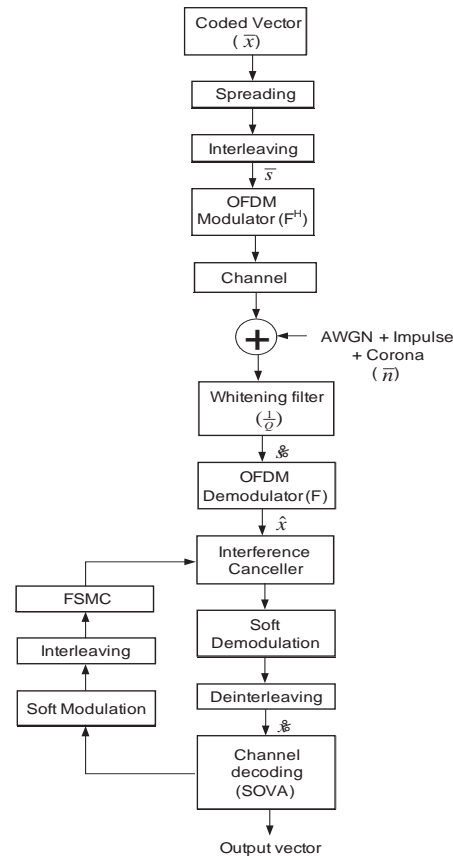 Coded Vector
( x̅ )
Spreading
Interleaving
s̅
OFDM
Modulator (Fᴴ)
Channel
+
AWGN + Impulse
+ Corona
( n̅ )
Whitening filter
(1/Q)
OFDM
Demodulator (F)
x̂
Interference
Canceller
FSMC
Soft
Demodulation
Interleaving
Deinterleaving
Soft Modulation
Channel
decoding
(SOVA)
Output vector